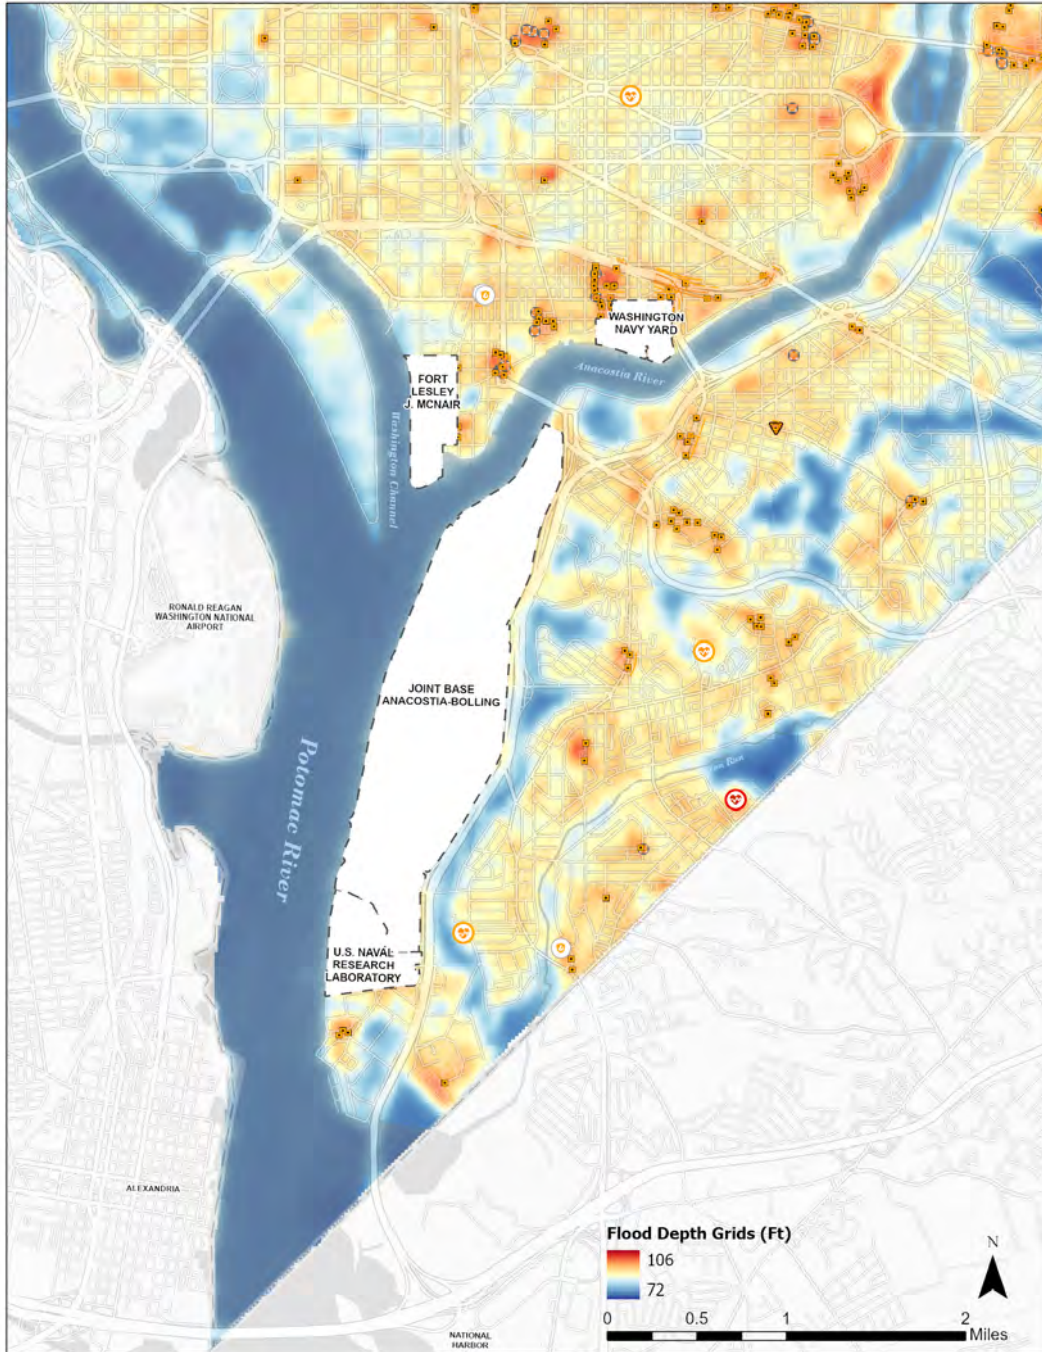 WASHINGTON
NAVY YARD
Anacostia River
FORT
LESLEY
J. MCNAIR
Washington Channel
RONALD REAGAN
WASHINGTON NATIONAL
AIRPORT
JOINT BASE
ANACOSTIA-BOLLING
Potomac River
Run
U.S. NAVAL
RESEARCH
LABORATORY
ALEXANDRIA
Flood Depth Grids (Ft)
106
72
N
0 0.5 1 2
Miles
NATIONAL
HARBOR